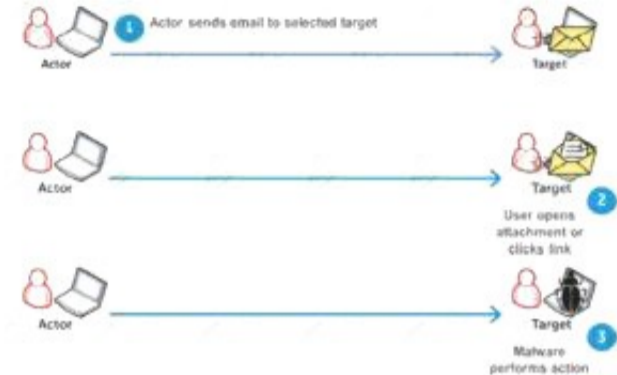 1 Actor sends email to selected target
Actor
Target
Actor
Target
2
User opens
attachment or
clicks link
Actor
Target
3
Malware
performs action